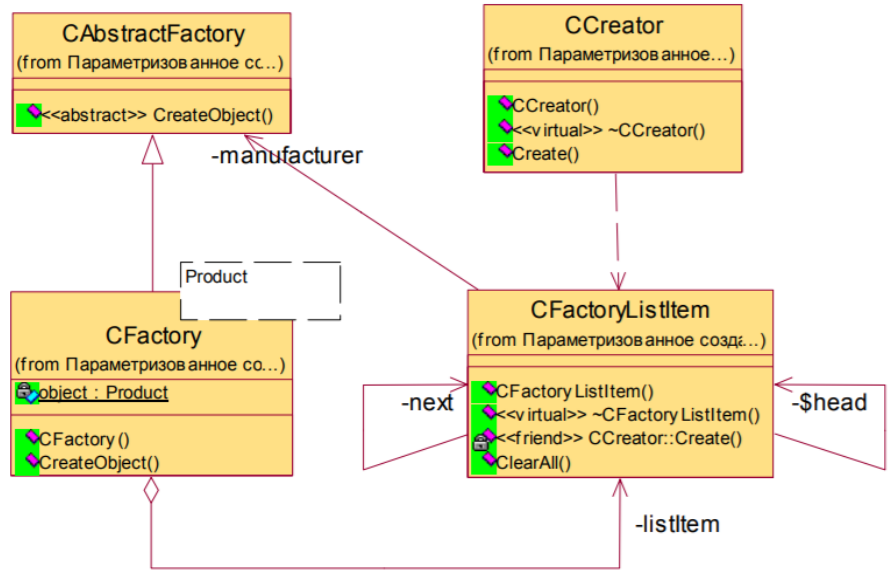 CAbstractFactory
(from Параметризованное сс...)
<<abstract>> CreateObject()
CCreator
(from Параметризованное...)
CCreator()
<<virtual>> ~CCreator()
Create()
-manufacturer
Product
CFactory
(from Параметризованное со...)
object : Product
CFactory()
CreateObject()
CFactoryListItem
(from Параметризованное созда...)
CFactoryListItem()
<<virtual>> ~CFactoryListItem()
<<friend>> CCreator::Create()
ClearAll()
-next
-$head
-listItem